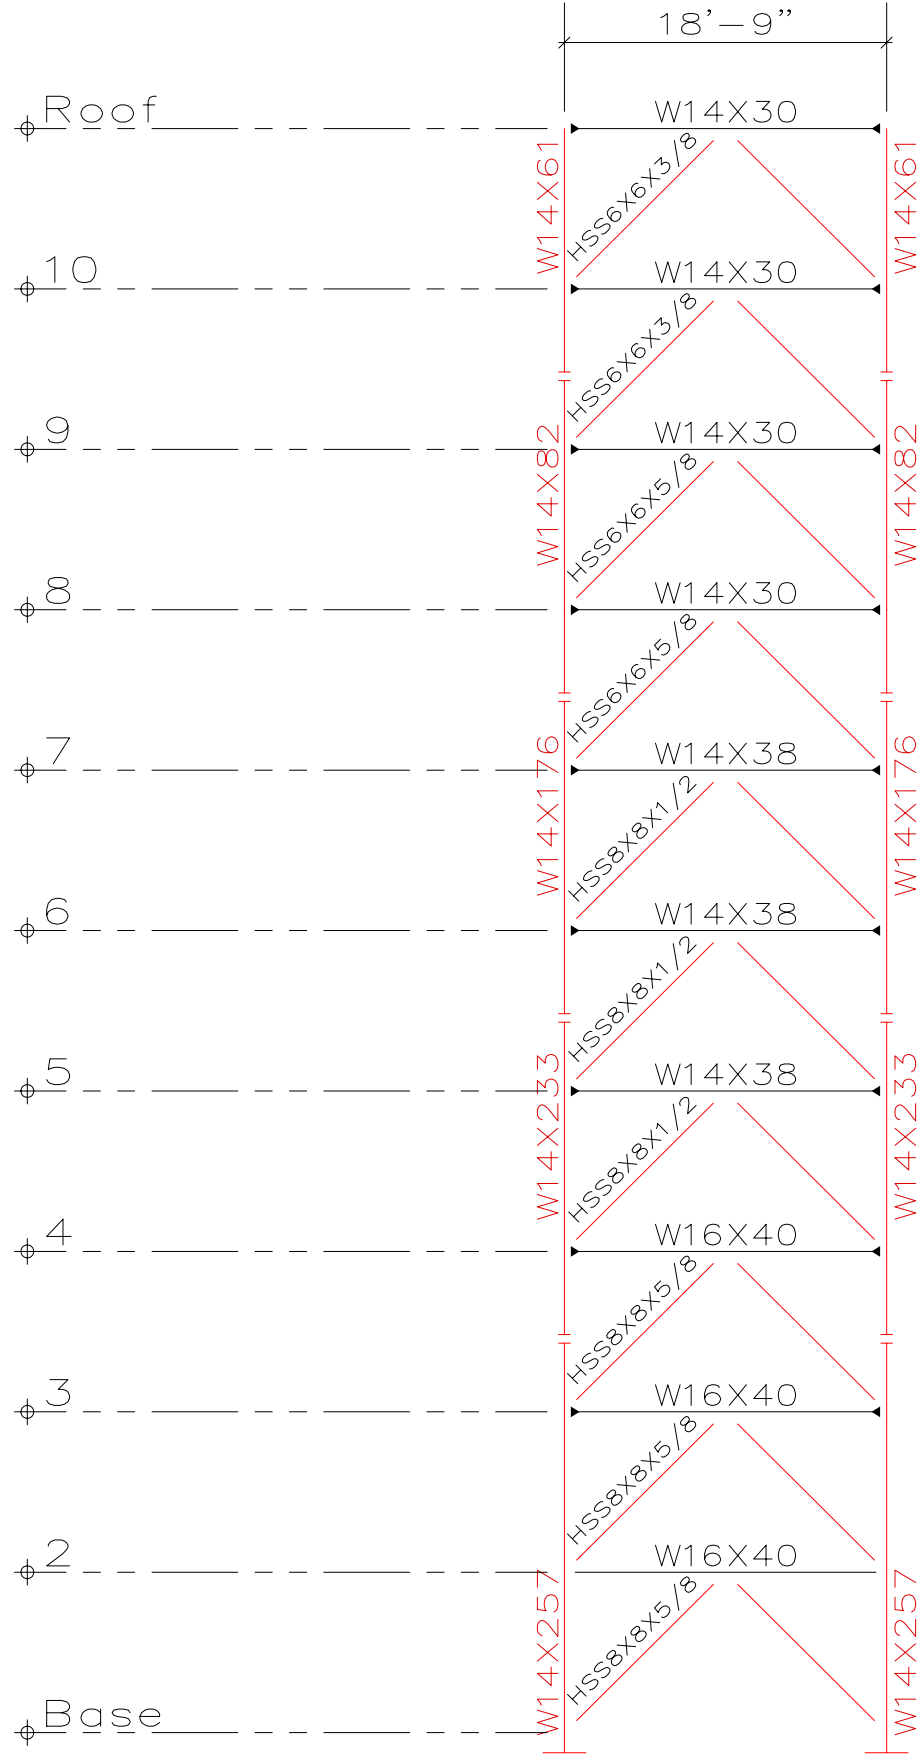 18'-9"
Roof
W14X30
W14X61
HSS6X6X3/8
W14X61
10
W14X30
HSS6X6X3/8
9
W14X30
W14X82
HSS6X6X5/8
W14X82
8
W14X30
HSS6X6X5/8
7
W14X38
W14X176
HSS8X8X1/2
W14X176
6
W14X38
HSS8X8X1/2
5
W14X38
W14X233
HSS8X8X1/2
W14X233
4
W16X40
HSS8X8X5/8
3
W16X40
HSS8X8X5/8
2
W16X40
W14X257
HSS8X8X5/8
W14X257
Base